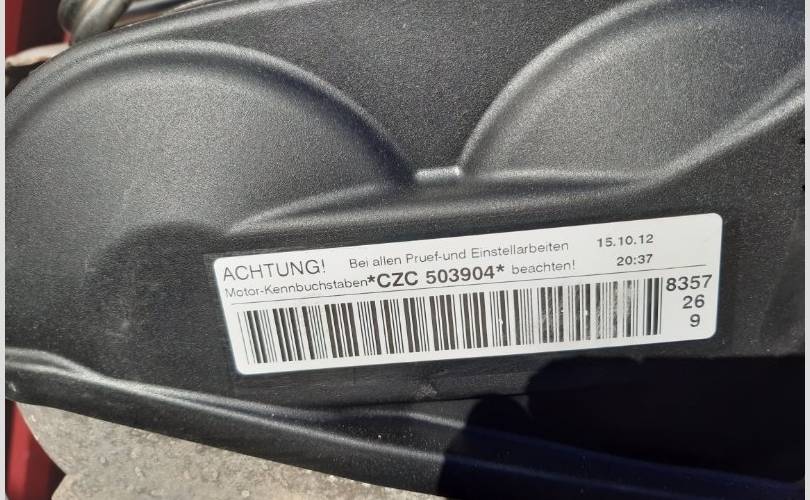 ACHTUNG! Bei allen Pruef-und Einstellarbeiten 15.10.12
Motor-Kennbuchstaben*CZC 503904* beachten! 20:37
8357
26
9